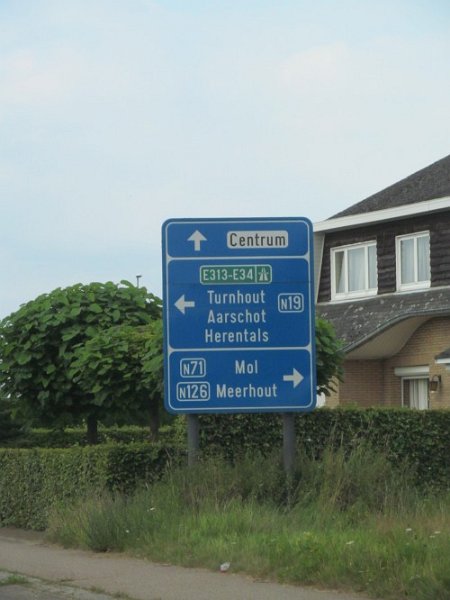 Centrum
E313-E34
Turnhout N19
Aarschot
Herentals
N71 Mol
N126 Meerhout